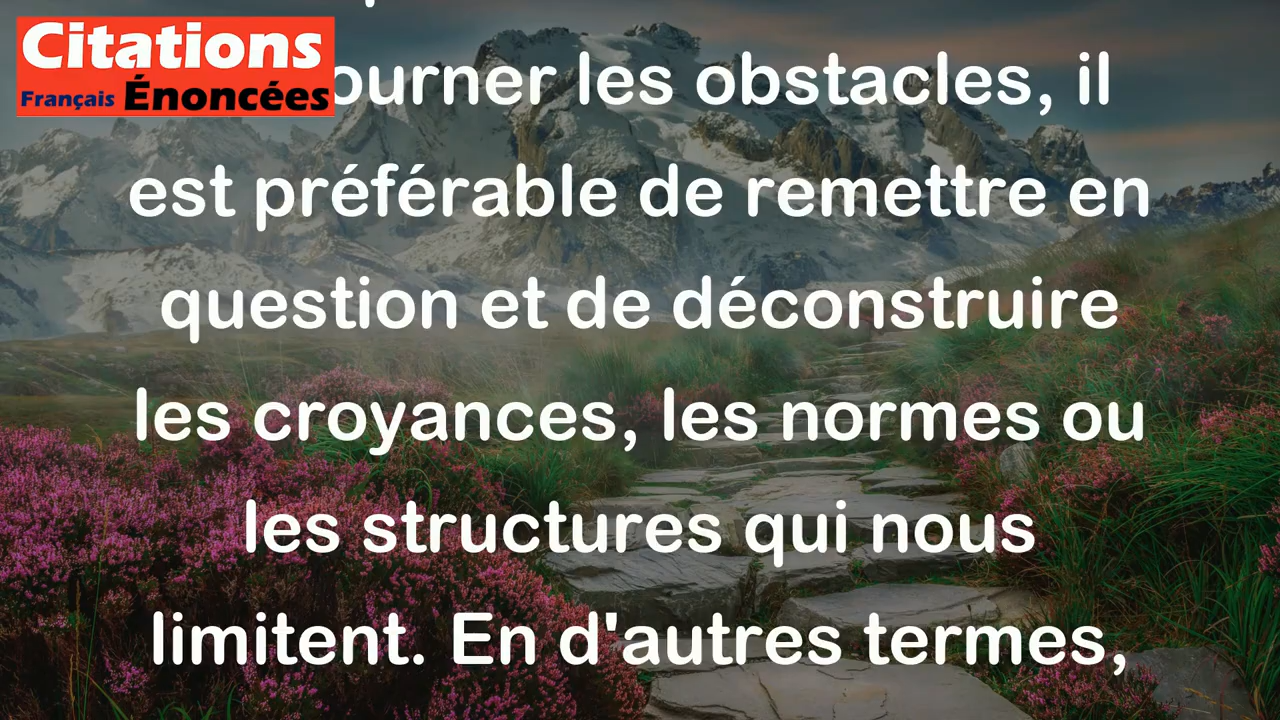 Citations
Français Énoncées
ourner les obstacles, il
est préférable de remettre en
question et de déconstruire
les croyances, les normes ou
les structures qui nous
limitent. En d'autres termes,